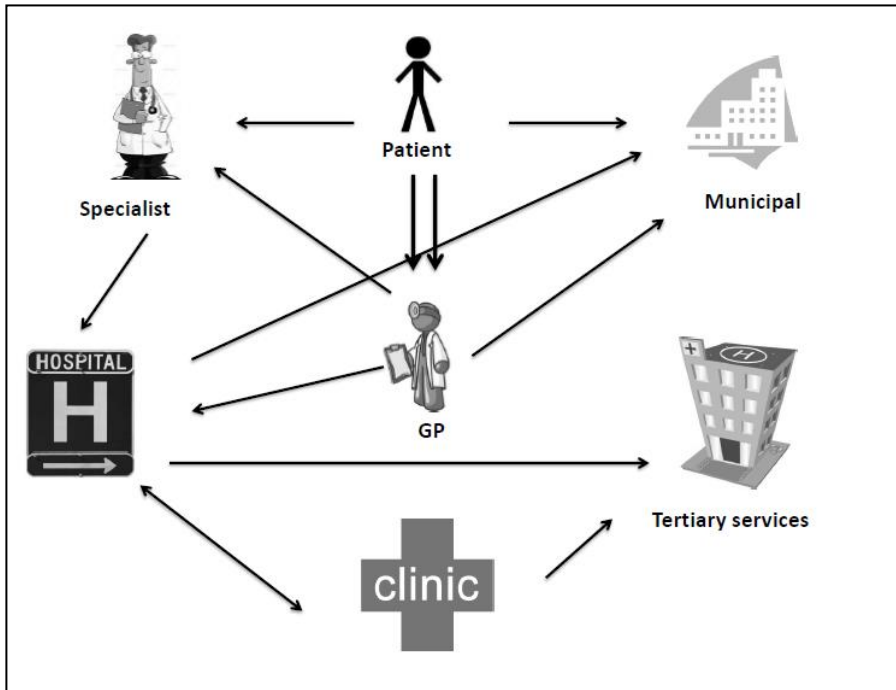 Patient
Specialist
Municipal
HOSPITAL
H
GP
H
Tertiary services
clinic